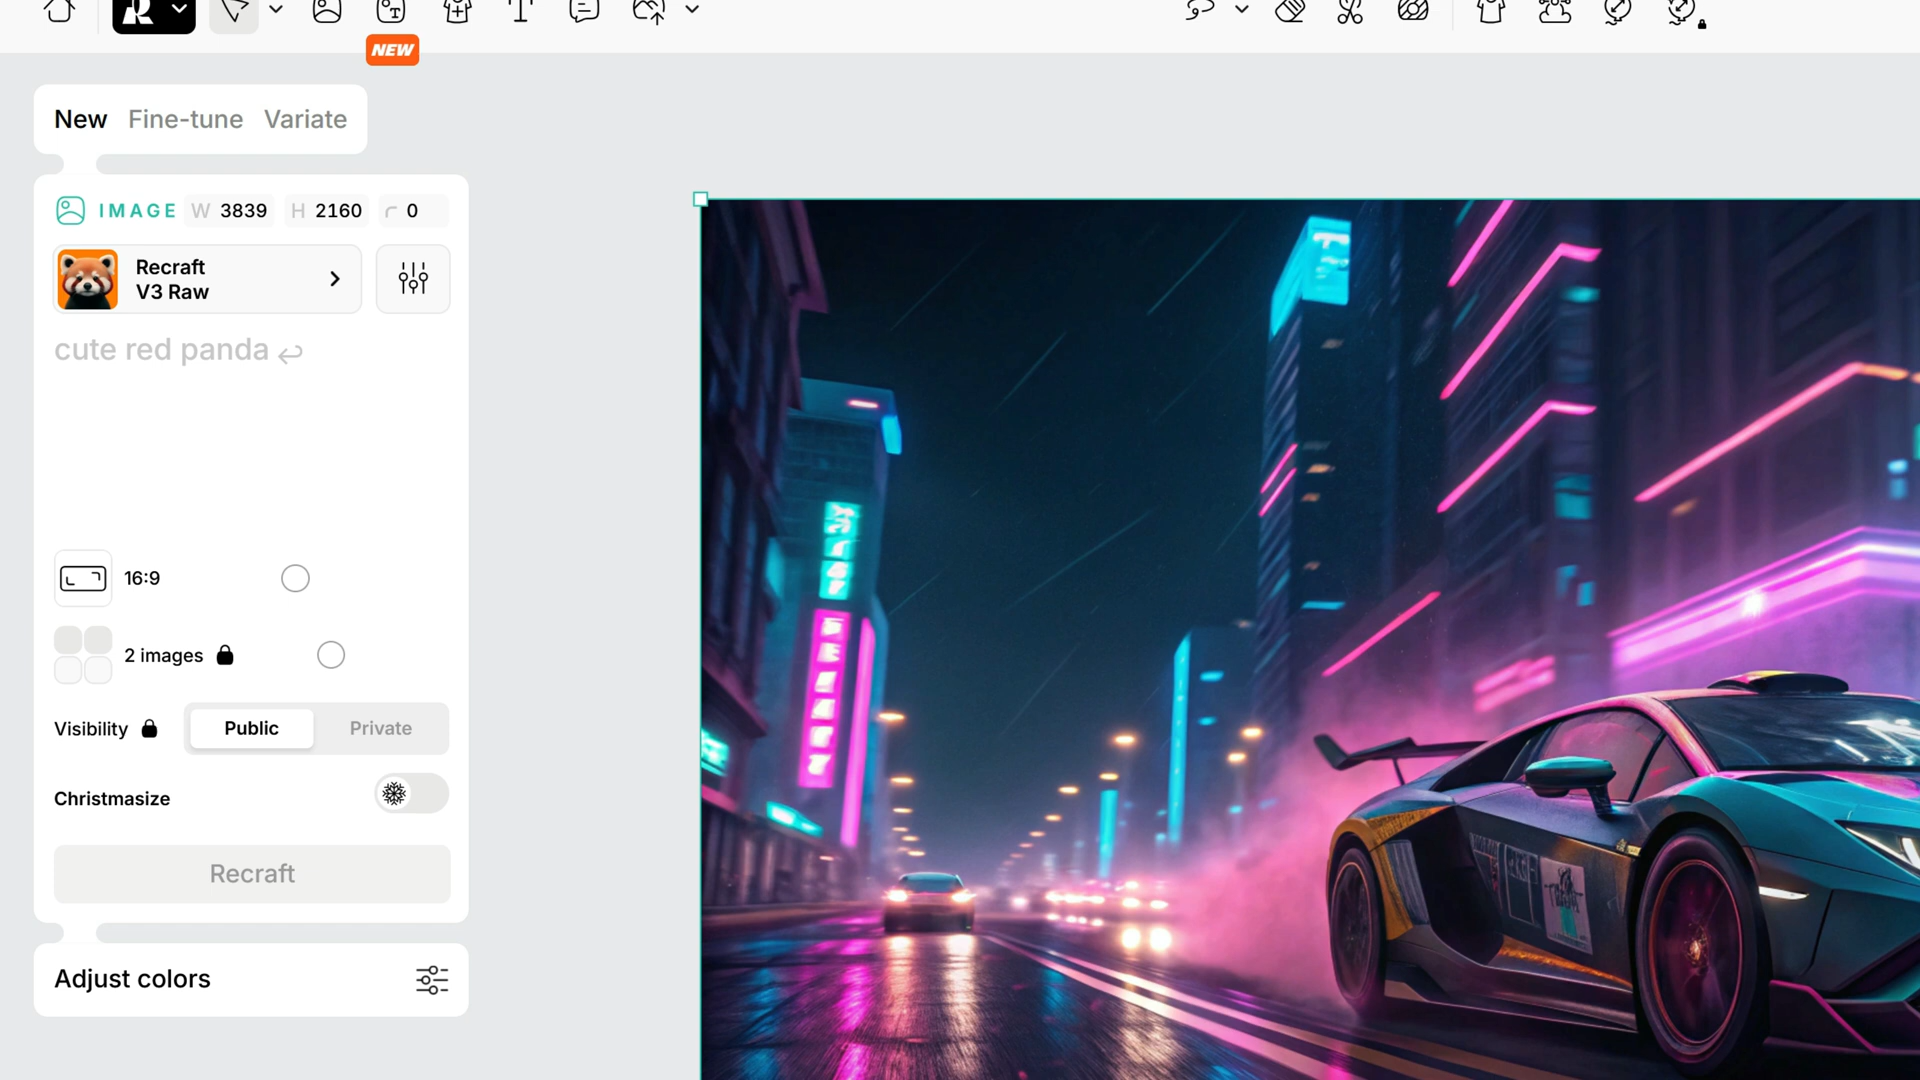 NEW
New Fine-tune Variate
IMAGE W 3839 H 2160 0
Recraft
V3 Raw
cute red panda
16:9
2 images
Visibility Public Private
Christmasize
Recraft
Adjust colors